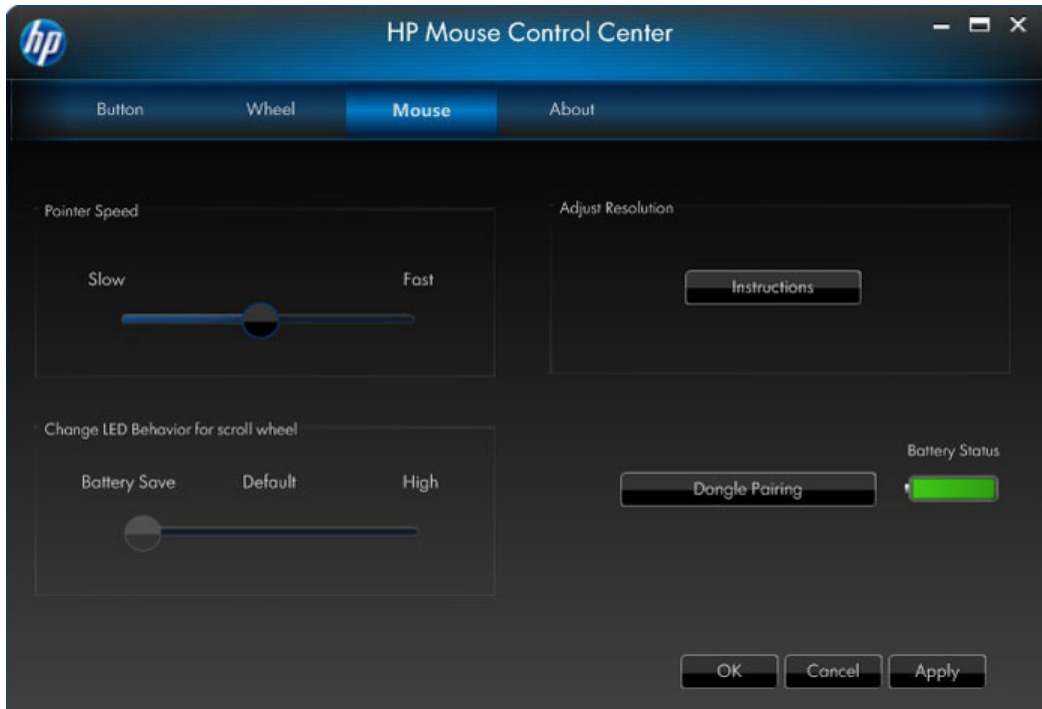 hp
HP Mouse Control Center
Button Wheel Mouse About
Pointer Speed
Slow Fast
Adjust Resolution
Instructions
Change LED Behavior for scroll wheel
Battery Save Default High
Battery Status
Dongle Pairing
OK Cancel Apply